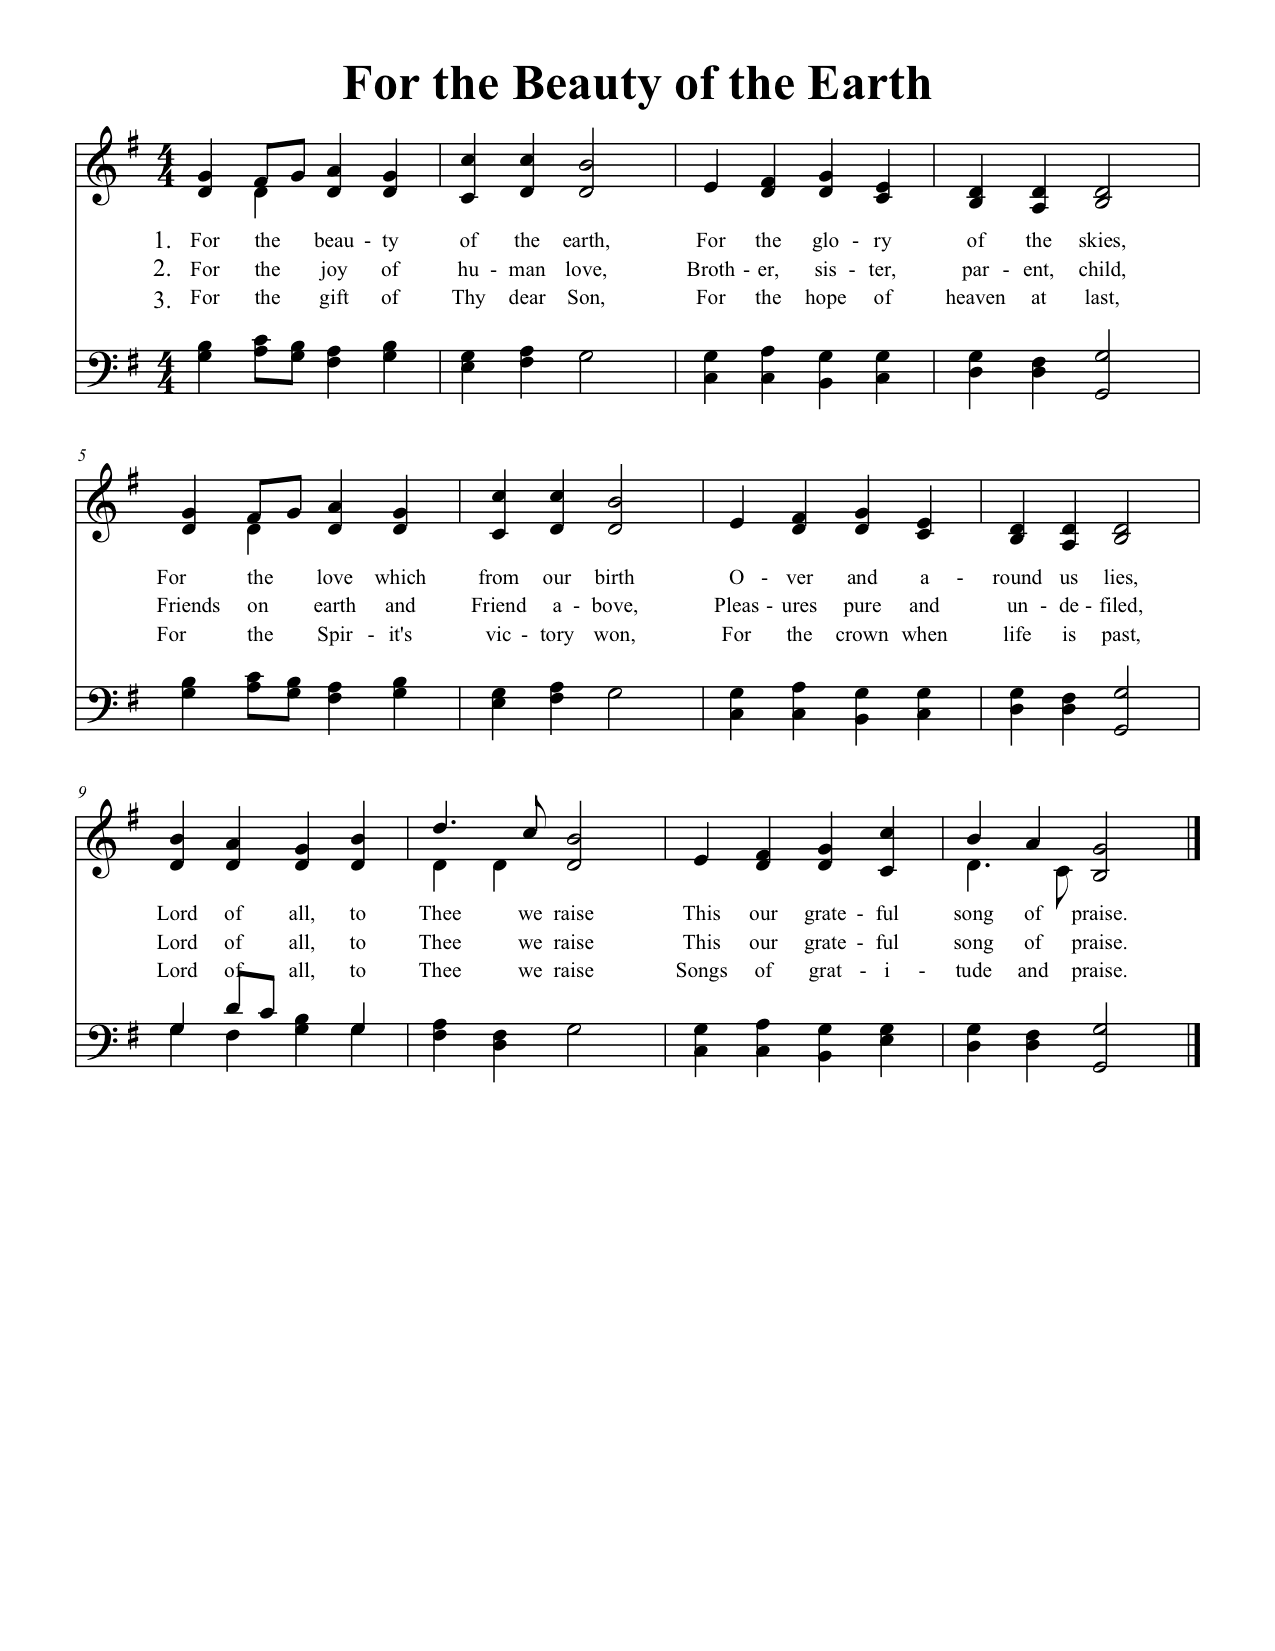 For the Beauty of the Earth
4 4
1. For the beau - ty of the earth, For the glo - ry of the skies,
2. For the joy of hu - man love, Broth - er, sis - ter, par - ent, child,
3. For the gift of Thy dear Son, For the hope of heaven at last,
4 4
5
For the love which from our birth O - ver and a - round us lies,
Friends on earth and Friend a - bove, Pleas - ures pure and un - de - filed,
For the Spir - it's vic - tory won, For the crown when life is past,
9
Lord of all, to Thee we raise This our grate - ful song of praise.
Lord of all, to Thee we raise This our grate - ful song of praise.
Lord of all, to Thee we raise Songs of grat - i - tude and praise.